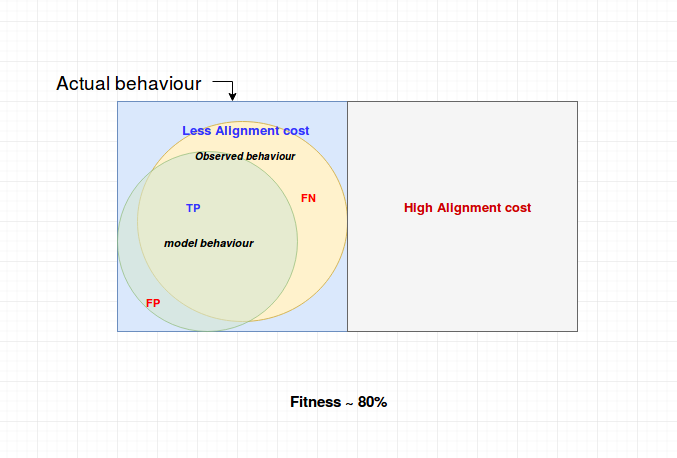 Actual behaviour
Less Alignment cost
Observed behaviour
FN
TP
High Alignment cost
model behaviour
FP
Fitness ~ 80%